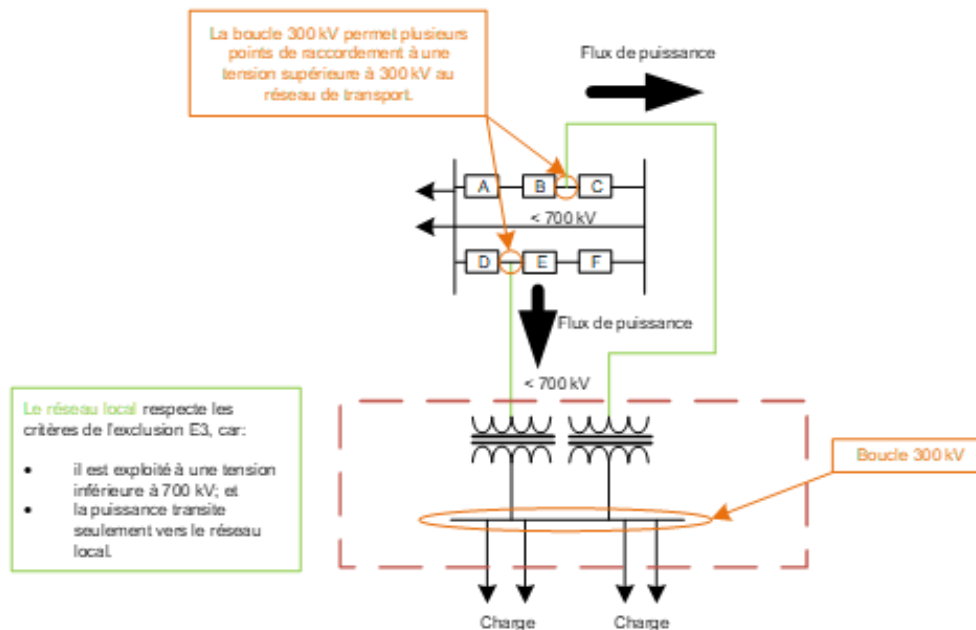 La boucle 300 kV permet plusieurs
points de raccordement à une
tension supérieure à 300 kV au
réseau de transport.
Flux de puissance
A
B
C
< 700 kV
D
E
F
Flux de puissance
< 700 kV
Le réseau local respecte les
critères de l'exclusion E3, car:
• il est exploité à une tension
inférieure à 700 kV; et
• la puissance transite
seulement vers le réseau
local.
Boucle 300 kV
Charge
Charge